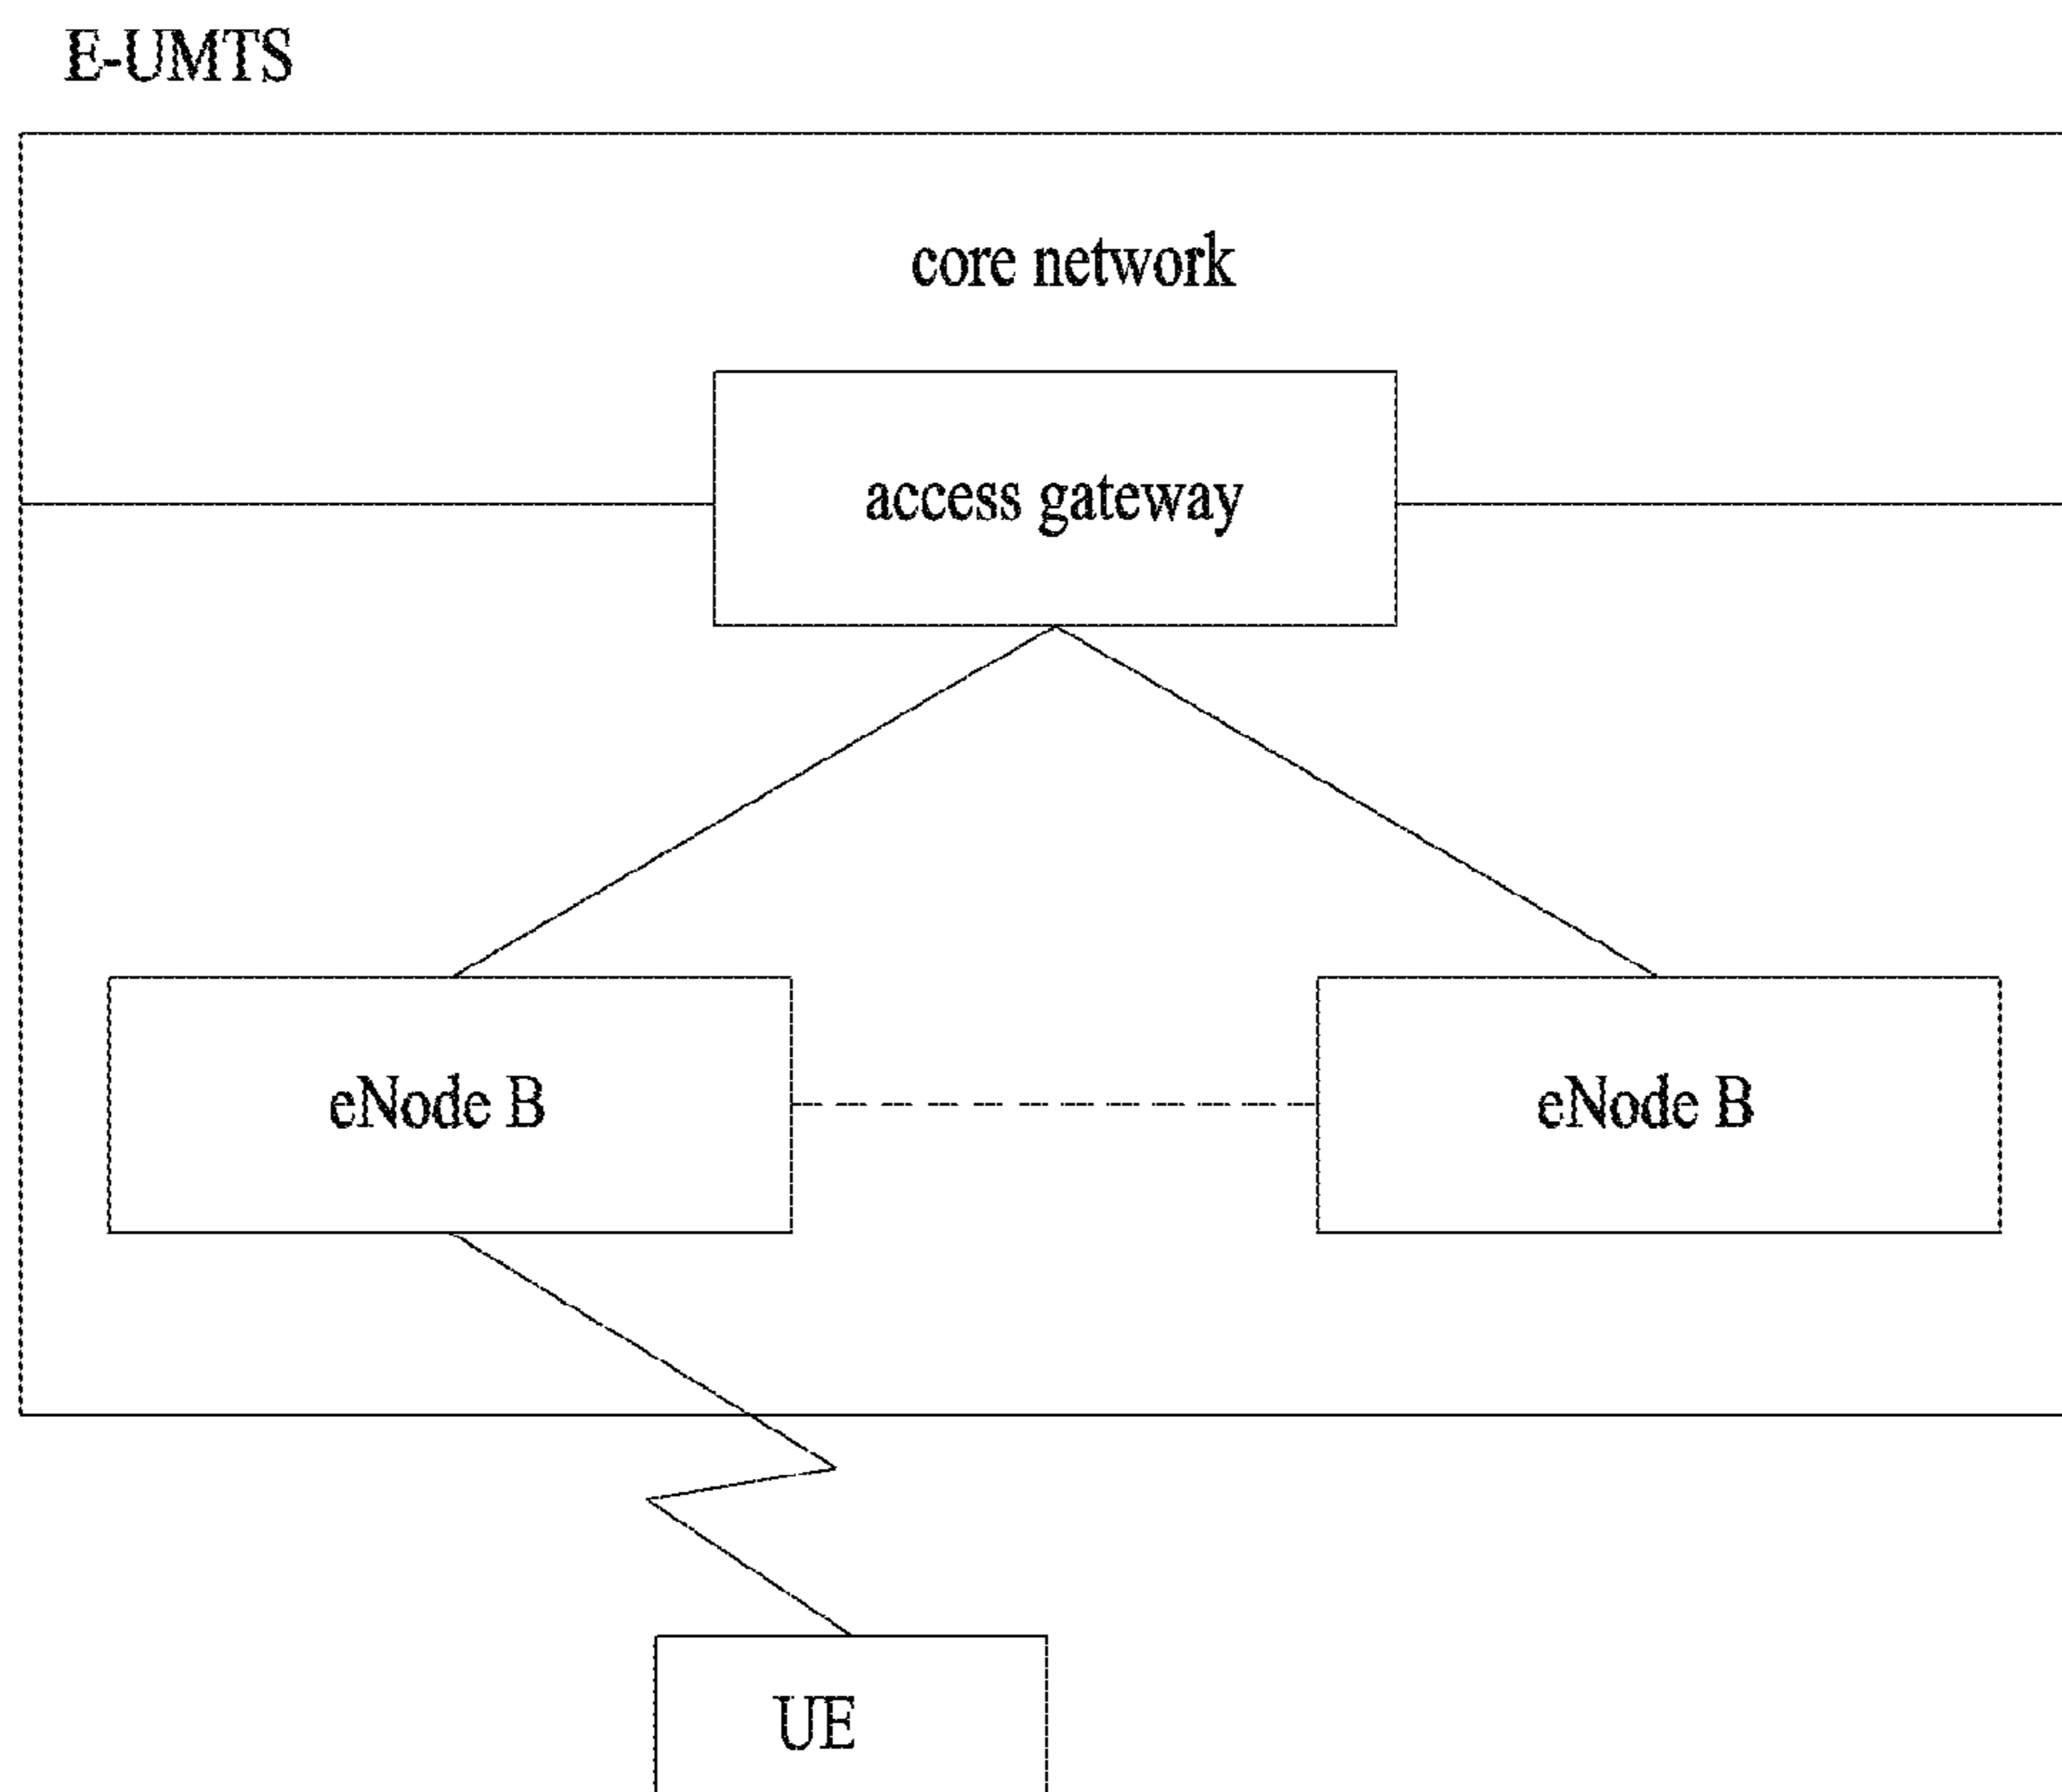 E-UMTS
core network
access gateway
eNode B
eNode B
UE